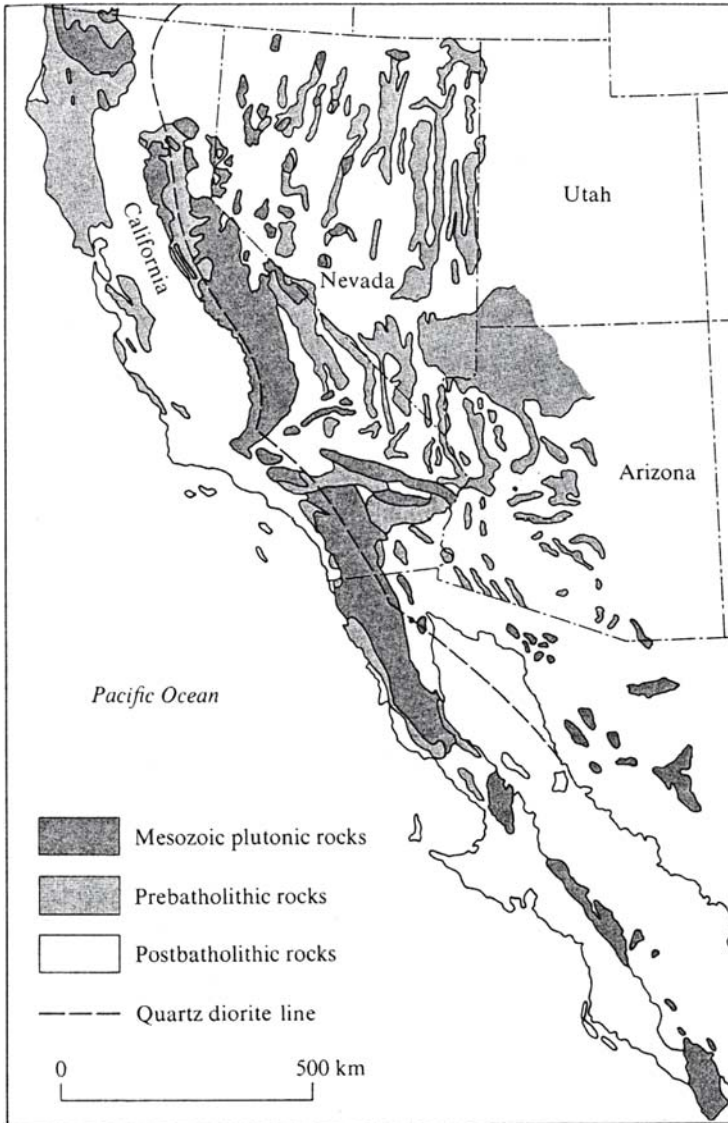 Utah
California
Nevada
Arizona
Pacific Ocean
Mesozoic plutonic rocks
Prebatholithic rocks
Postbatholithic rocks
Quartz diorite line
0 500 km